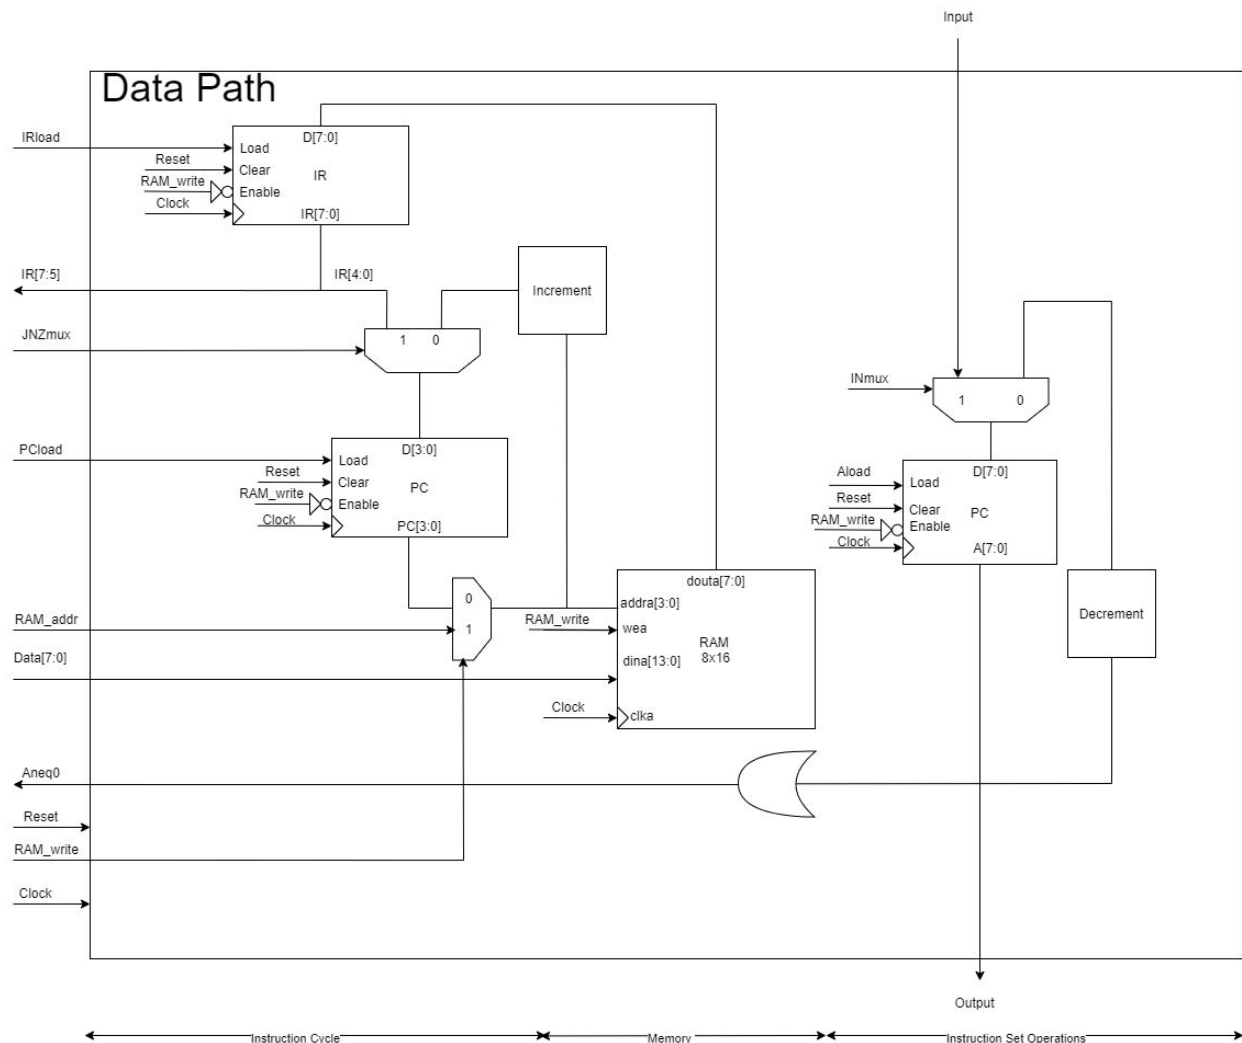 Input
Data Path
IRload
D[7:0]
Load
Reset
Clear
IR
RAM_write
Enable
Clock
IR[7:0]
IR[7:5]
IR[4:0]
Increment
JNZmux
1 0
INmux
1 0
PCload
D[3:0]
Load
Reset
Clear
PC
RAM_write
Enable
Clock
PC[3:0]
D[7:0]
Aload
Load
Reset
Clear
PC
RAM_write
Enable
Clock
A[7:0]
0
1
RAM_addr
Data[7:0]
douta[7:0]
addra[3:0]
RAM_write
wea
RAM
8x16
dina[13:0]
Clock
clka
Decrement
Aneq0
Reset
RAM_write
Clock
Output
Instruction Cycle
Memory
Instruction Set Operations